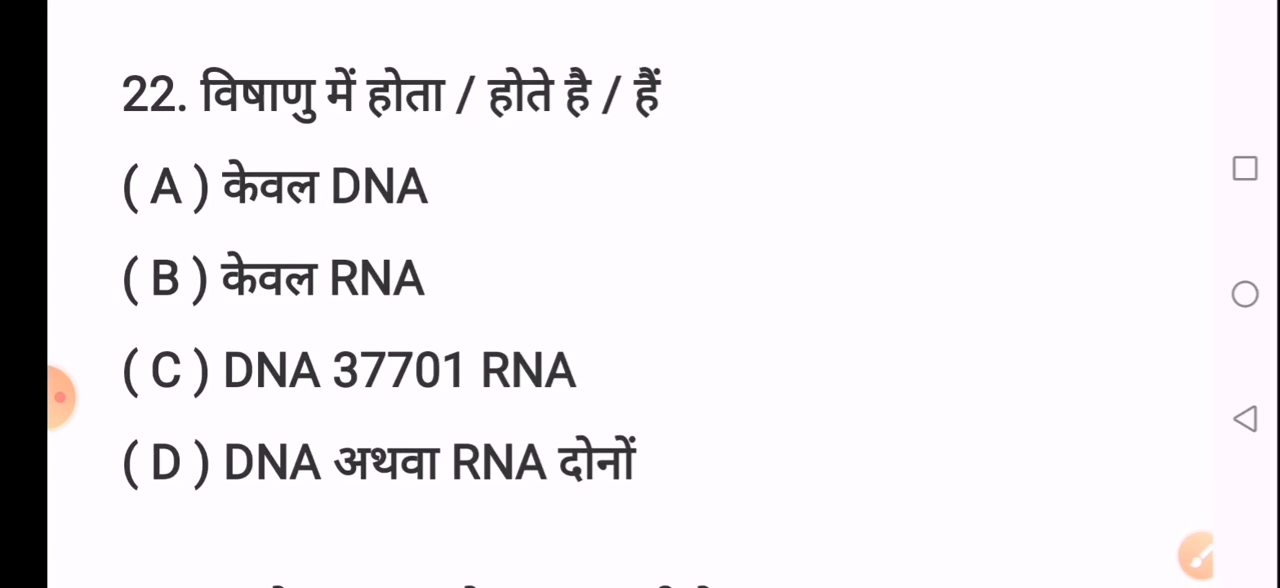 22. विषाणु में होता / होते है / हैं
( A ) केवल DNA
( B ) केवल RNA
( C ) DNA 37701 RNA
( D ) DNA अथवा RNA दोनों